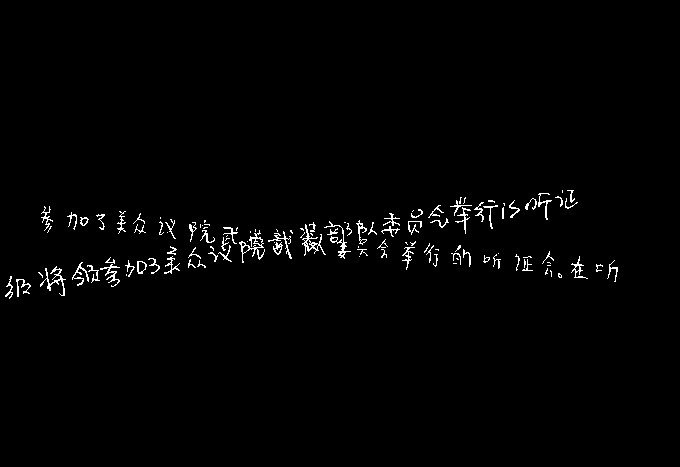 参加了美众议院武装部队委员会举行的听证
级将领参加了美众议院武装部队委员会举行的听证会。在听